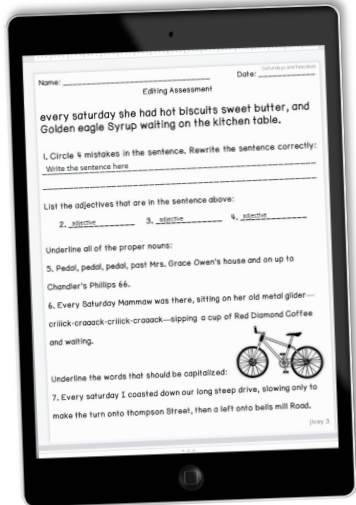 Saturdays and Teacakes
Name: ____________ Date: ____________
Editing Assessment
every saturday she had hot biscuits sweet butter, and
Golden eagle Syrup waiting on the kitchen table.
1. Circle 4 mistakes in the sentence. Rewrite the sentence correctly:
Write the sentence here
List the adjectives that are in the sentence above:
2. adjective 3. adjective 4. adjective
Underline all of the proper nouns:
5. Pedal, pedal, pedal, past Mrs. Grace Owen's house and on up to
Chandler's Phillips 66.
6. Every Saturday Mammaw was there, sitting on her old metal glider—
criiick-craaack-criiick-craaack—sipping a cup of Red Diamond Coffee
and waiting.
Underline the words that should be capitalized:
7. Every saturday I coasted down our long steep drive, slowing only to
make the turn onto thompson Street, then a left onto bells mill Road.
jivey 3